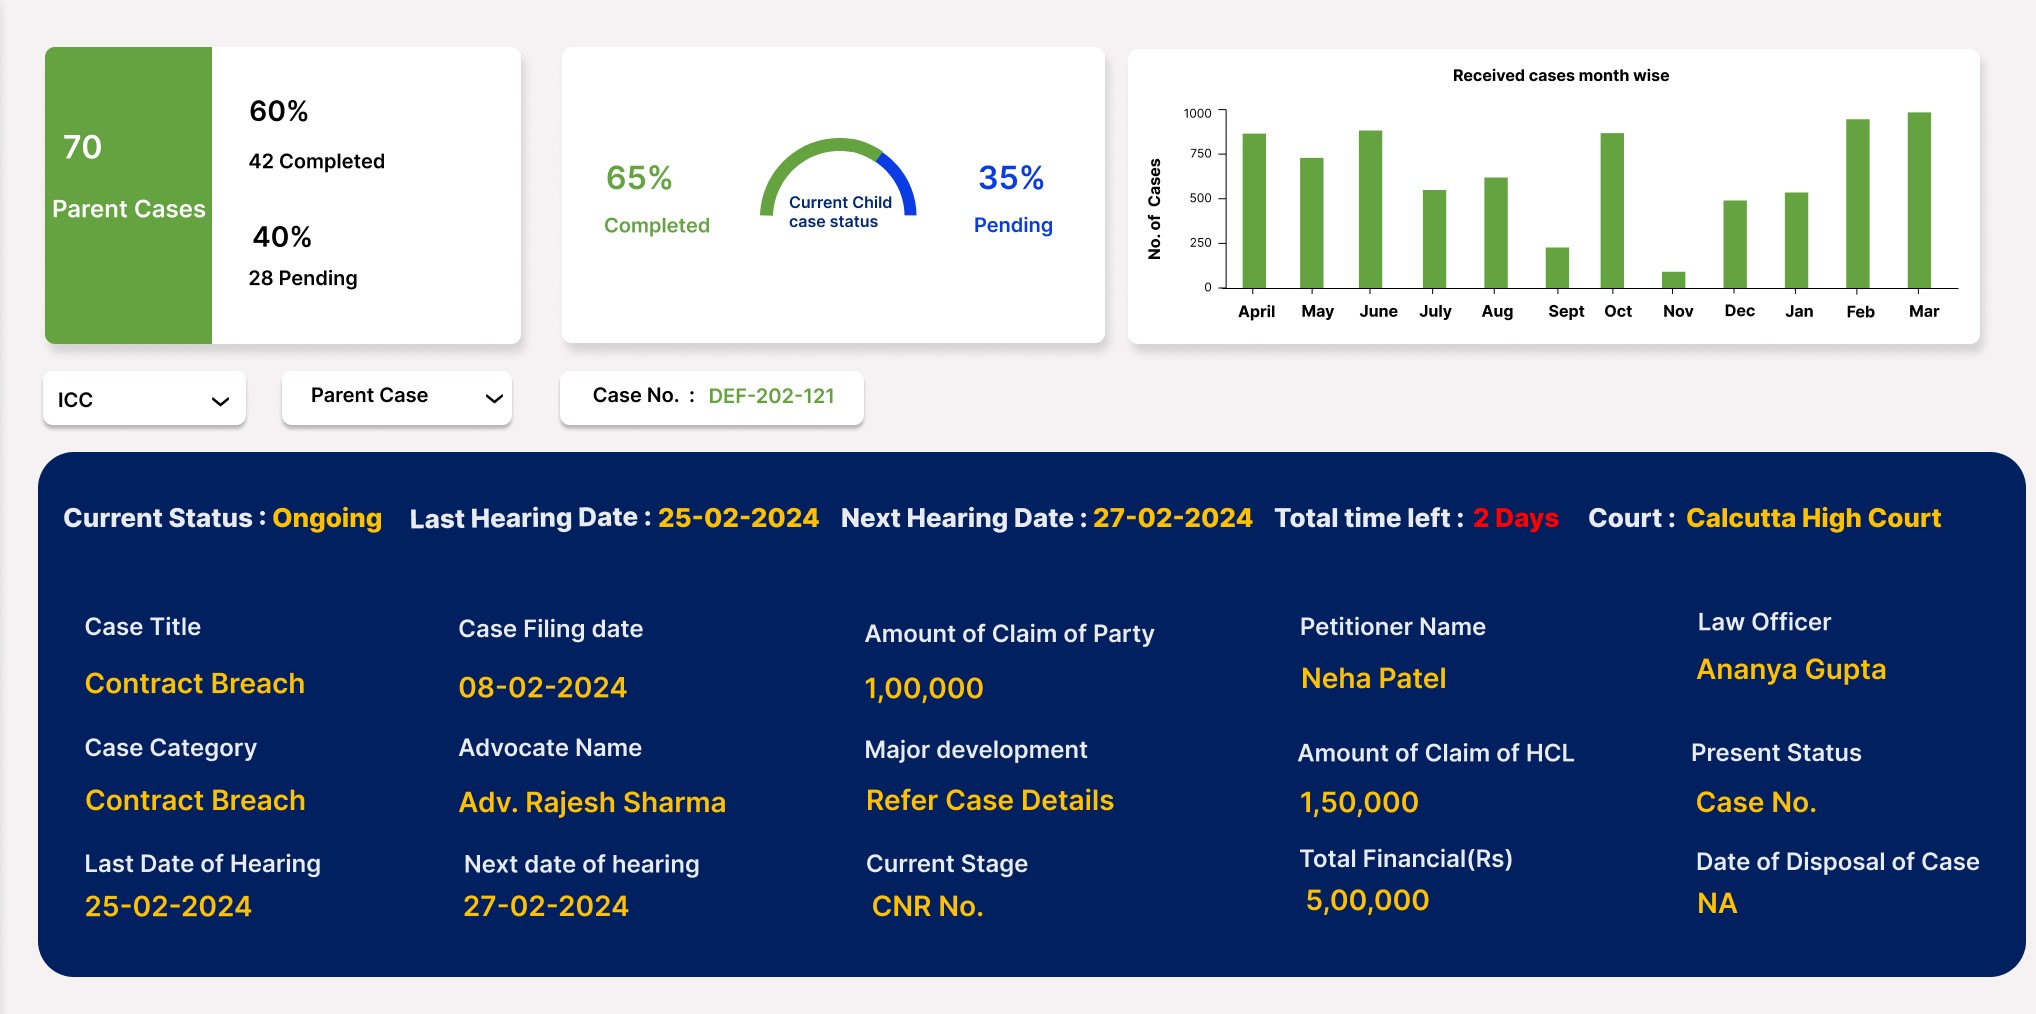 70
Parent Cases
60%
42 Completed
40%
28 Pending
65%
Completed
Current Child
case status
35%
Pending
Received cases month wise
No. of Cases
1000
750
500
250
0
April May June July Aug Sept Oct Nov Dec Jan Feb Mar
ICC
Parent Case
Case No. : DEF-202-121
Current Status : Ongoing Last Hearing Date : 25-02-2024 Next Hearing Date : 27-02-2024 Total time left : 2 Days Court : Calcutta High Court
Case Title
Contract Breach
Case Filing date
08-02-2024
Amount of Claim of Party
1,00,000
Petitioner Name
Neha Patel
Law Officer
Ananya Gupta
Case Category
Contract Breach
Advocate Name
Adv. Rajesh Sharma
Major development
Refer Case Details
Amount of Claim of HCL
1,50,000
Present Status
Case No.
Last Date of Hearing
25-02-2024
Next date of hearing
27-02-2024
Current Stage
CNR No.
Total Financial(Rs)
5,00,000
Date of Disposal of Case
NA